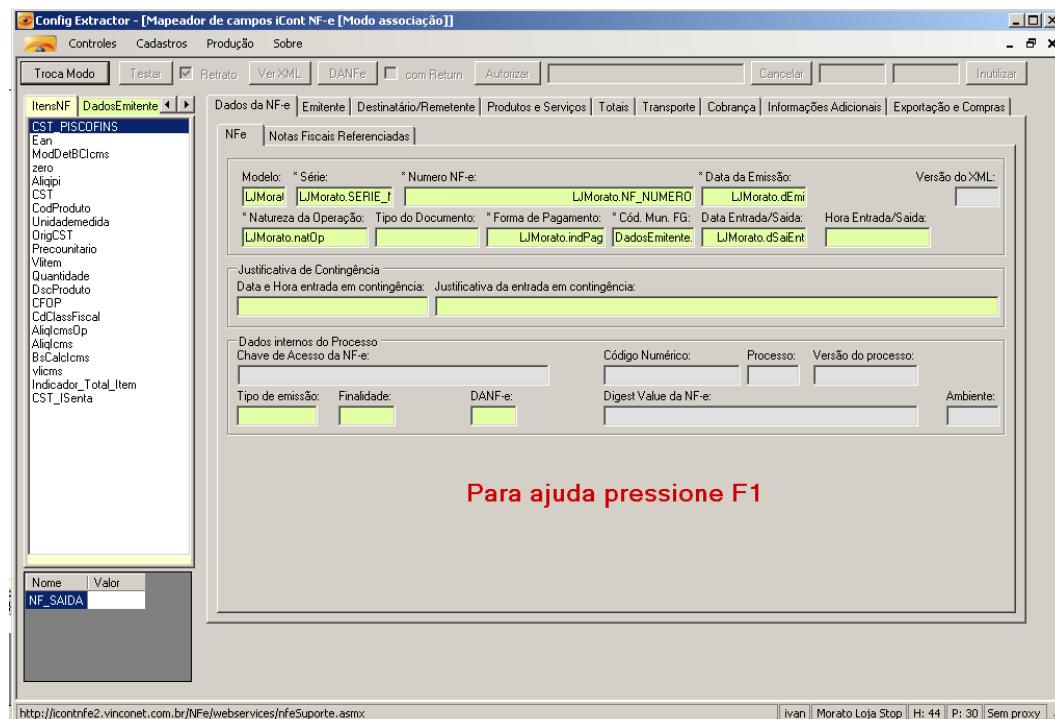 Config Extractor - [Mapeador de campos iCont NF-e [Modo associação]]
Controles Cadastros Produção Sobre
Troca Modo Testar Retrato Ver XML DANFe com Return Autorizar Cancelar Inutilizar
ItensNF DadosEmitente
Dados da NF-e Emitente Destinatário/Remetente Produtos e Serviços Totais Transporte Cobrança Informações Adicionais Exportação e Compras
CST_PISCOFINS
Ean
ModDetBCIcms
zero
Aliqipi
CST
CodProduto
Unidademedida
OrigCST
Precounitario
Vlitem
Quantidade
DscProduto
CFOP
CdClassFiscal
AliqIcmsOp
AliqIcms
BsCalcIcms
vlicms
Indicador_Total_Item
CST_ISenta
NFe Notas Fiscais Referenciadas
Modelo: * Série: * Numero NF-e: * Data da Emissão: Versão do XML:
LJMorat LJMorato.SERIE_N LJMorato.NF_NUMERO LJMorato.dEmi
* Natureza da Operação: Tipo do Documento: * Forma de Pagamento: * Cód. Mun. FG: Data Entrada/Saida: Hora Entrada/Saida:
LJMorato.natOp LJMorato.indPag DadosEmitente. LJMorato.dSaiEnt
Justificativa de Contingência
Data e Hora entrada em contingência: Justificativa da entrada em contingência:
Dados internos do Processo
Chave de Acesso da NF-e: Código Numérico: Processo: Versão do processo:
Tipo de emissão: Finalidade: DANF-e: Digest Value da NF-e: Ambiente:
Para ajuda pressione F1
Nome Valor
NF_SAIDA
http://icontnfe2.vinconet.com.br/NFe/webservices/nfeSuporte.asmx ivan Morato Loja Stop H: 44 P: 30 Sem proxy